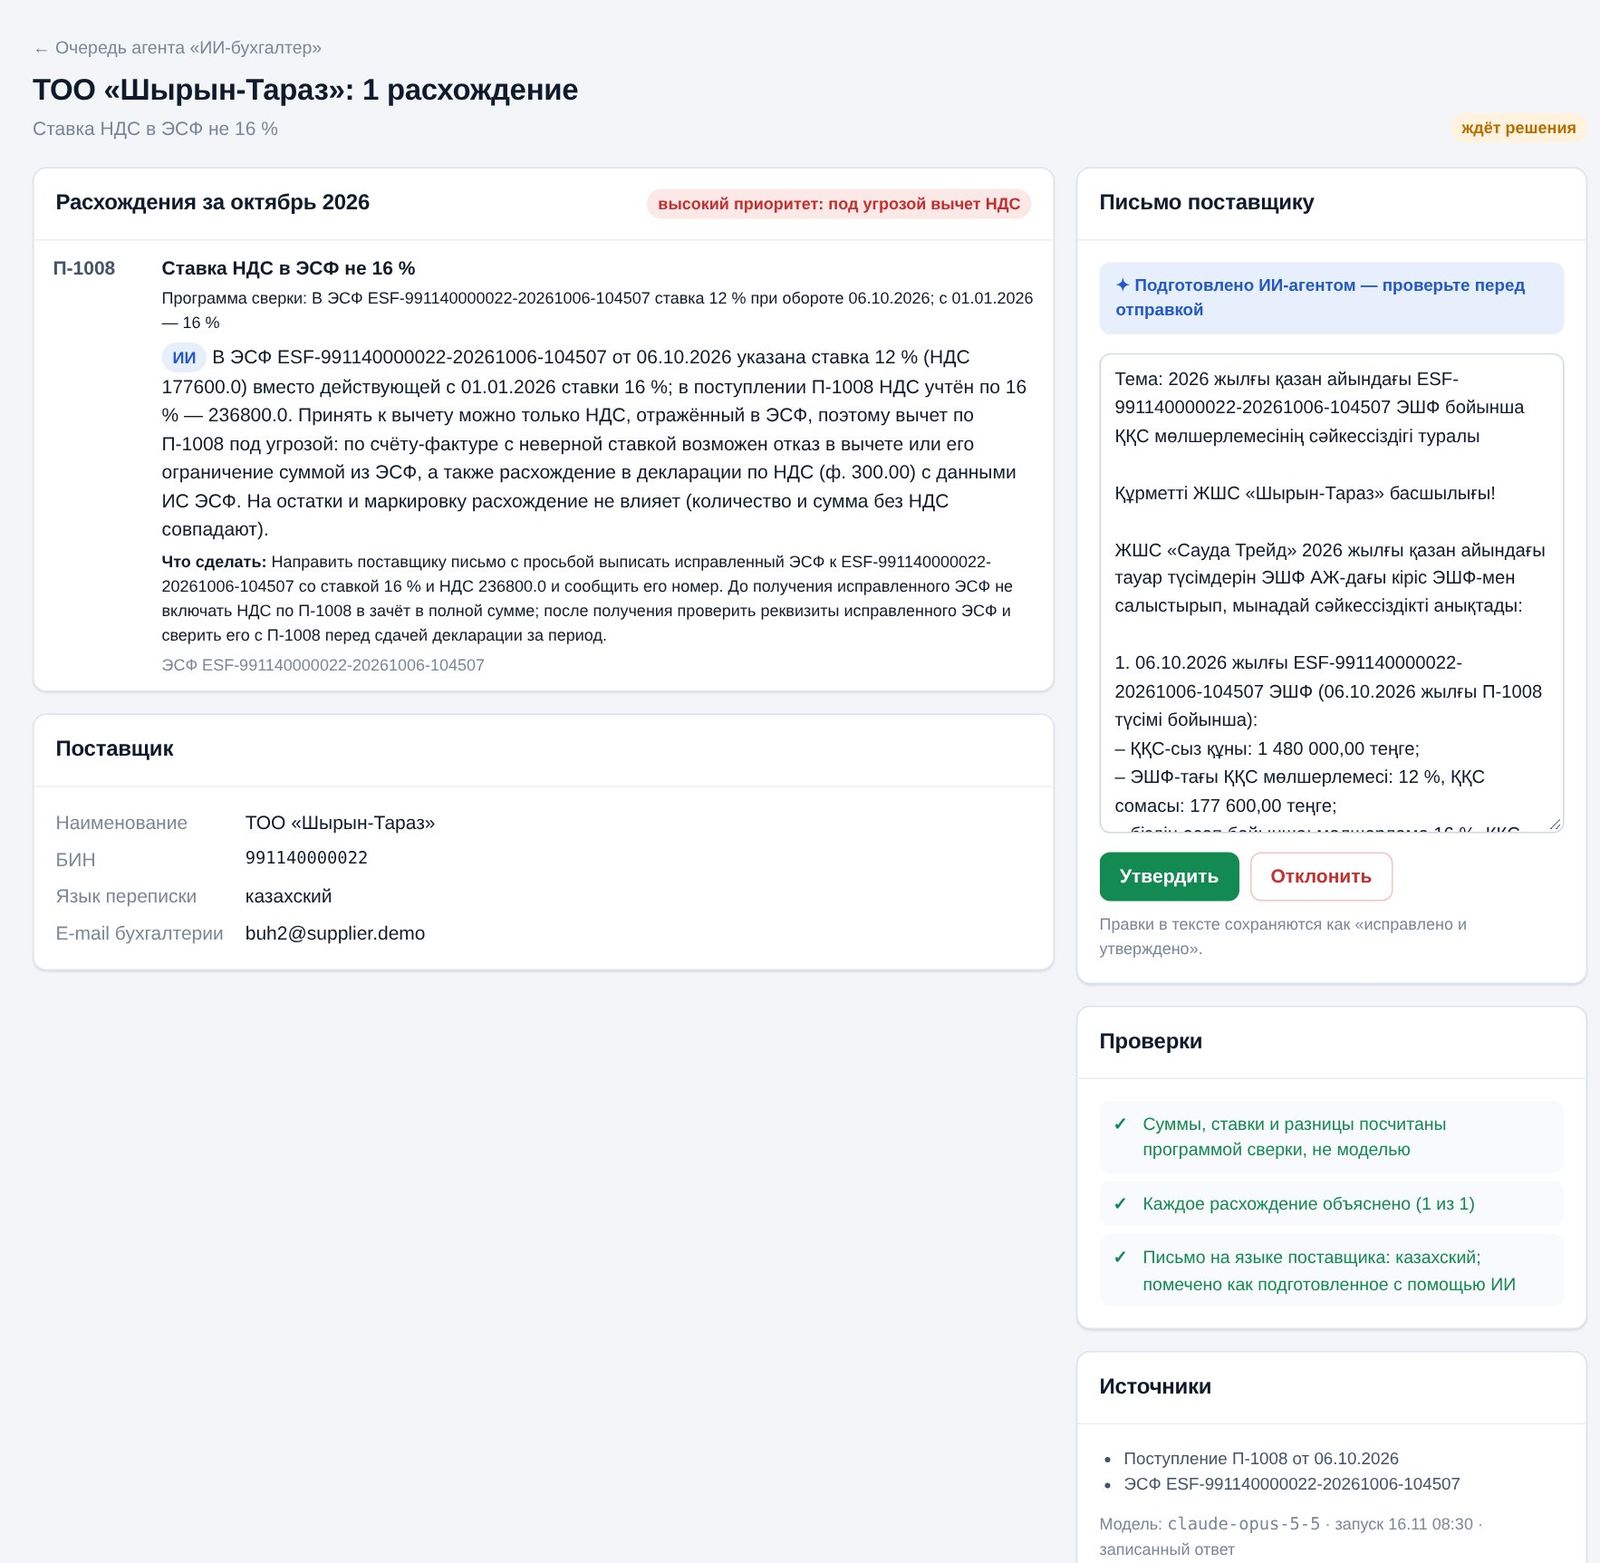 ← Очередь агента «ИИ-бухгалтер»
ТОО «Шырын-Тараз»: 1 расхождение
Ставка НДС в ЭСФ не 16 %
ждёт решения
Расхождения за октябрь 2026
высокий приоритет: под угрозой вычет НДС
П-1008
Ставка НДС в ЭСФ не 16 %
Программа сверки: В ЭСФ ESF-991140000022-20261006-104507 ставка 12 % при обороте 06.10.2026; с 01.01.2026
— 16 %
ИИ В ЭСФ ESF-991140000022-20261006-104507 от 06.10.2026 указана ставка 12 % (НДС
177600.0) вместо действующей с 01.01.2026 ставки 16 %; в поступлении П-1008 НДС учтён по 16
% — 236800.0. Принять к вычету можно только НДС, отражённый в ЭСФ, поэтому вычет по
П-1008 под угрозой: по счёту-фактуре с неверной ставкой возможен отказ в вычете или его
ограничение суммой из ЭСФ, а также расхождение в декларации по НДС (ф. 300.00) с данными
ИС ЭСФ. На остатки и маркировку расхождение не влияет (количество и сумма без НДС
совпадают).
Что сделать: Направить поставщику письмо с просьбой выписать исправленный ЭСФ к ESF-991140000022-
20261006-104507 со ставкой 16 % и НДС 236800.0 и сообщить его номер. До получения исправленного ЭСФ не
включать НДС по П-1008 в зачёт в полной сумме; после получения проверить реквизиты исправленного ЭСФ и
сверить его с П-1008 перед сдачей декларации за период.
ЭСФ ESF-991140000022-20261006-104507
Поставщик
Наименование ТОО «Шырын-Тараз»
БИН 991140000022
Язык переписки казахский
E-mail бухгалтерии buh2@supplier.demo
Письмо поставщику
✦ Подготовлено ИИ-агентом — проверьте перед
отправкой
Тема: 2026 жылғы қазан айындағы ESF-
991140000022-20261006-104507 ЭШФ бойынша
ҚҚС мөлшерлемесінің сәйкессіздігі туралы
Құрметті ЖШС «Шырын-Тараз» басшылығы!
ЖШС «Сауда Трейд» 2026 жылғы қазан айындағы
тауар түсімдерін ЭШФ АЖ-дағы кіріс ЭШФ-мен
салыстырып, мынадай сәйкессіздікті анықтады:
1. 06.10.2026 жылғы ESF-991140000022-
20261006-104507 ЭШФ (06.10.2026 жылғы П-1008
түсімі бойынша):
– ҚҚС-сыз құны: 1 480 000,00 теңге;
– ЭШФ-тағы ҚҚС мөлшерлемесі: 12 %, ҚҚС
сомасы: 177 600,00 теңге;
Утвердить Отклонить
Правки в тексте сохраняются как «исправлено и
утверждено».
Проверки
✓ Суммы, ставки и разницы посчитаны
программой сверки, не моделью
✓ Каждое расхождение объяснено (1 из 1)
✓ Письмо на языке поставщика: казахский;
помечено как подготовленное с помощью ИИ
Источники
• Поступление П-1008 от 06.10.2026
• ЭСФ ESF-991140000022-20261006-104507
Модель: claude-opus-5-5 · запуск 16.11 08:30 ·
записанный ответ